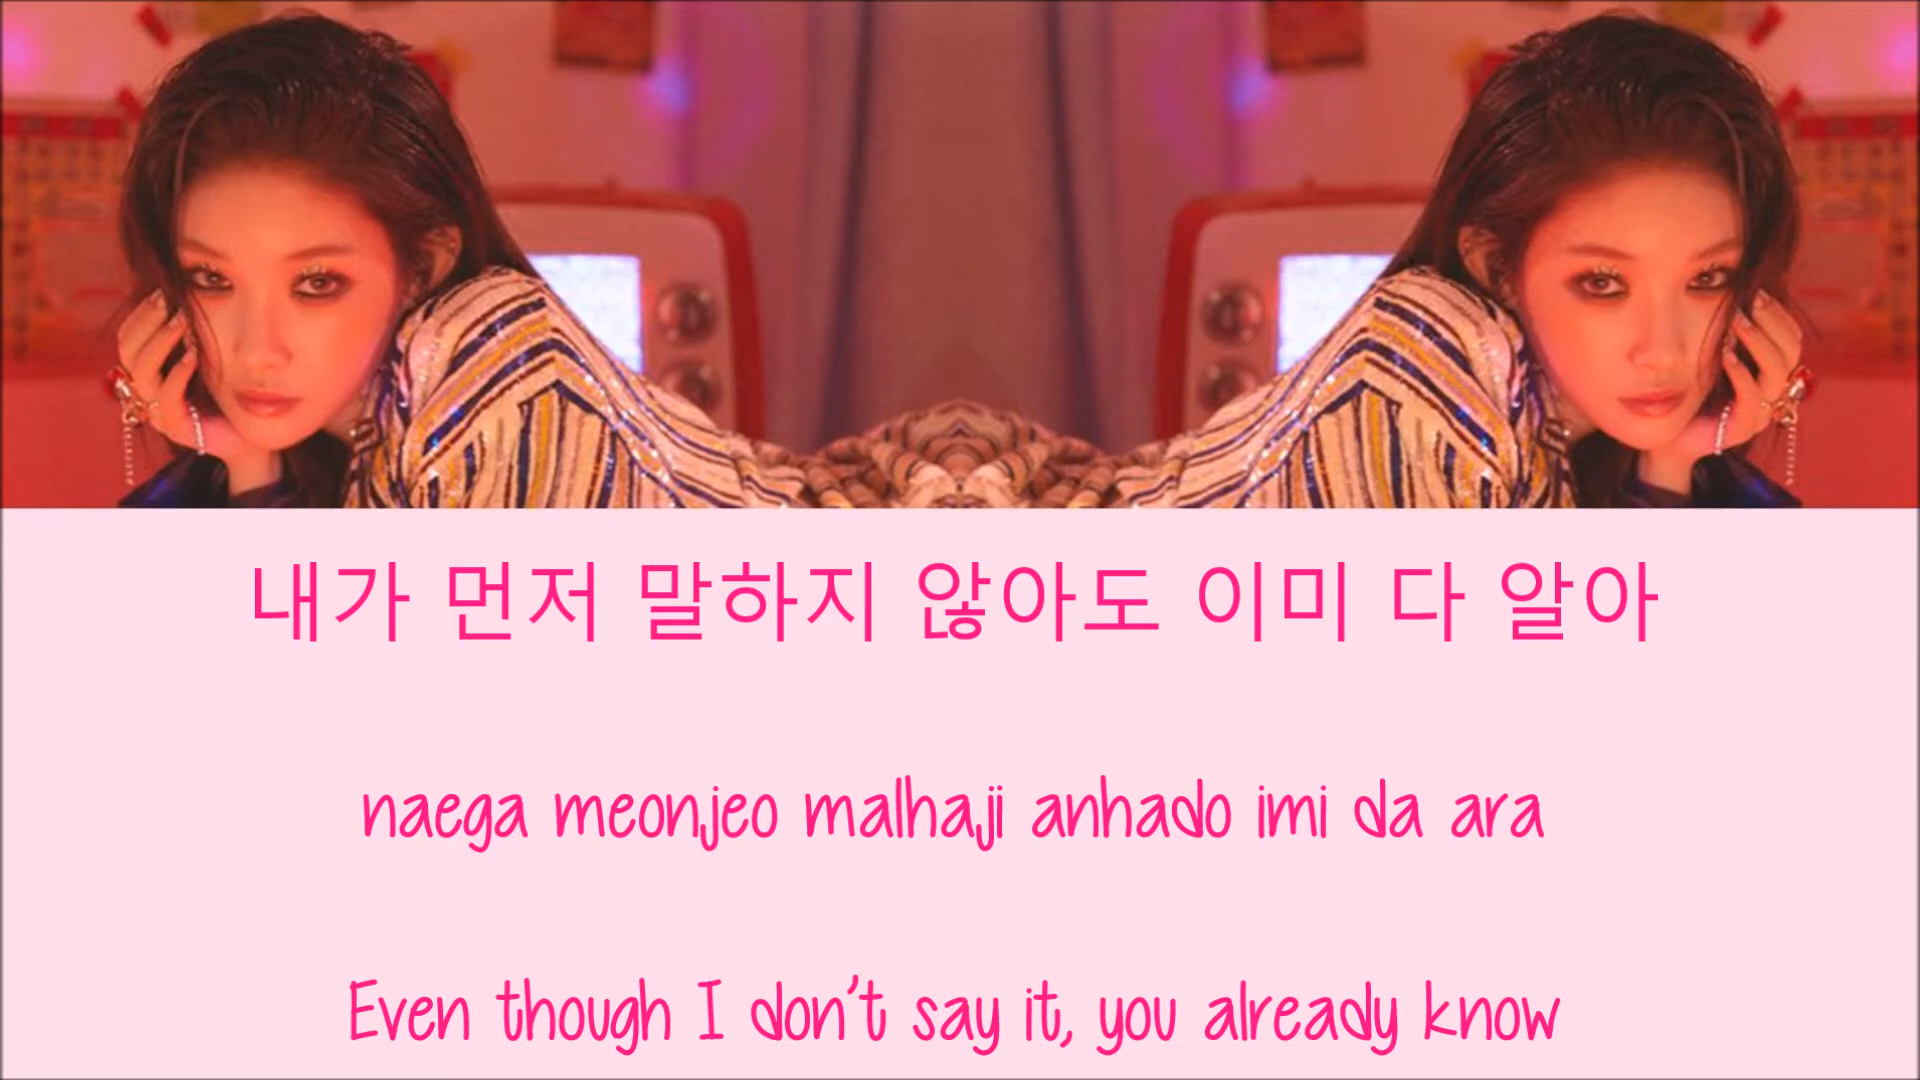 내가 먼저 말하지 않아도 이미 다 알아
naega meonjeo malhaji anhado imi da ara
Even though I don't say it, you already know